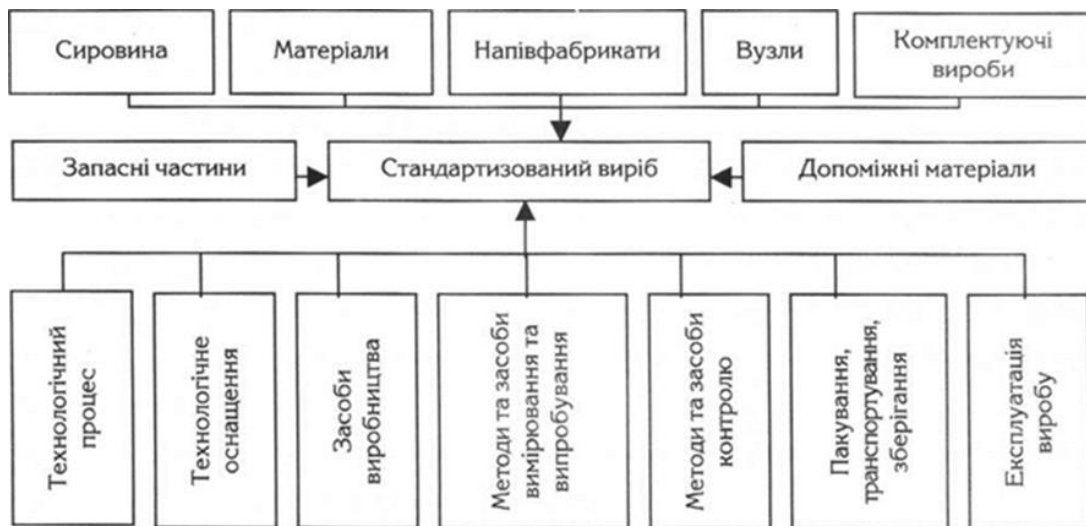 Сировина
Матеріали
Напівфабрикати
Вузли
Комплектуючі
вироби
Запасні частини
Стандартизований виріб
Допоміжні матеріали
Технологічний
процес
Технологічне
оснащення
Засоби
виробництва
Методи та засоби
вимірювання та
випробування
Методи та засоби
контролю
Пакування,
транспортування,
зберігання
Експлуатація
виробу